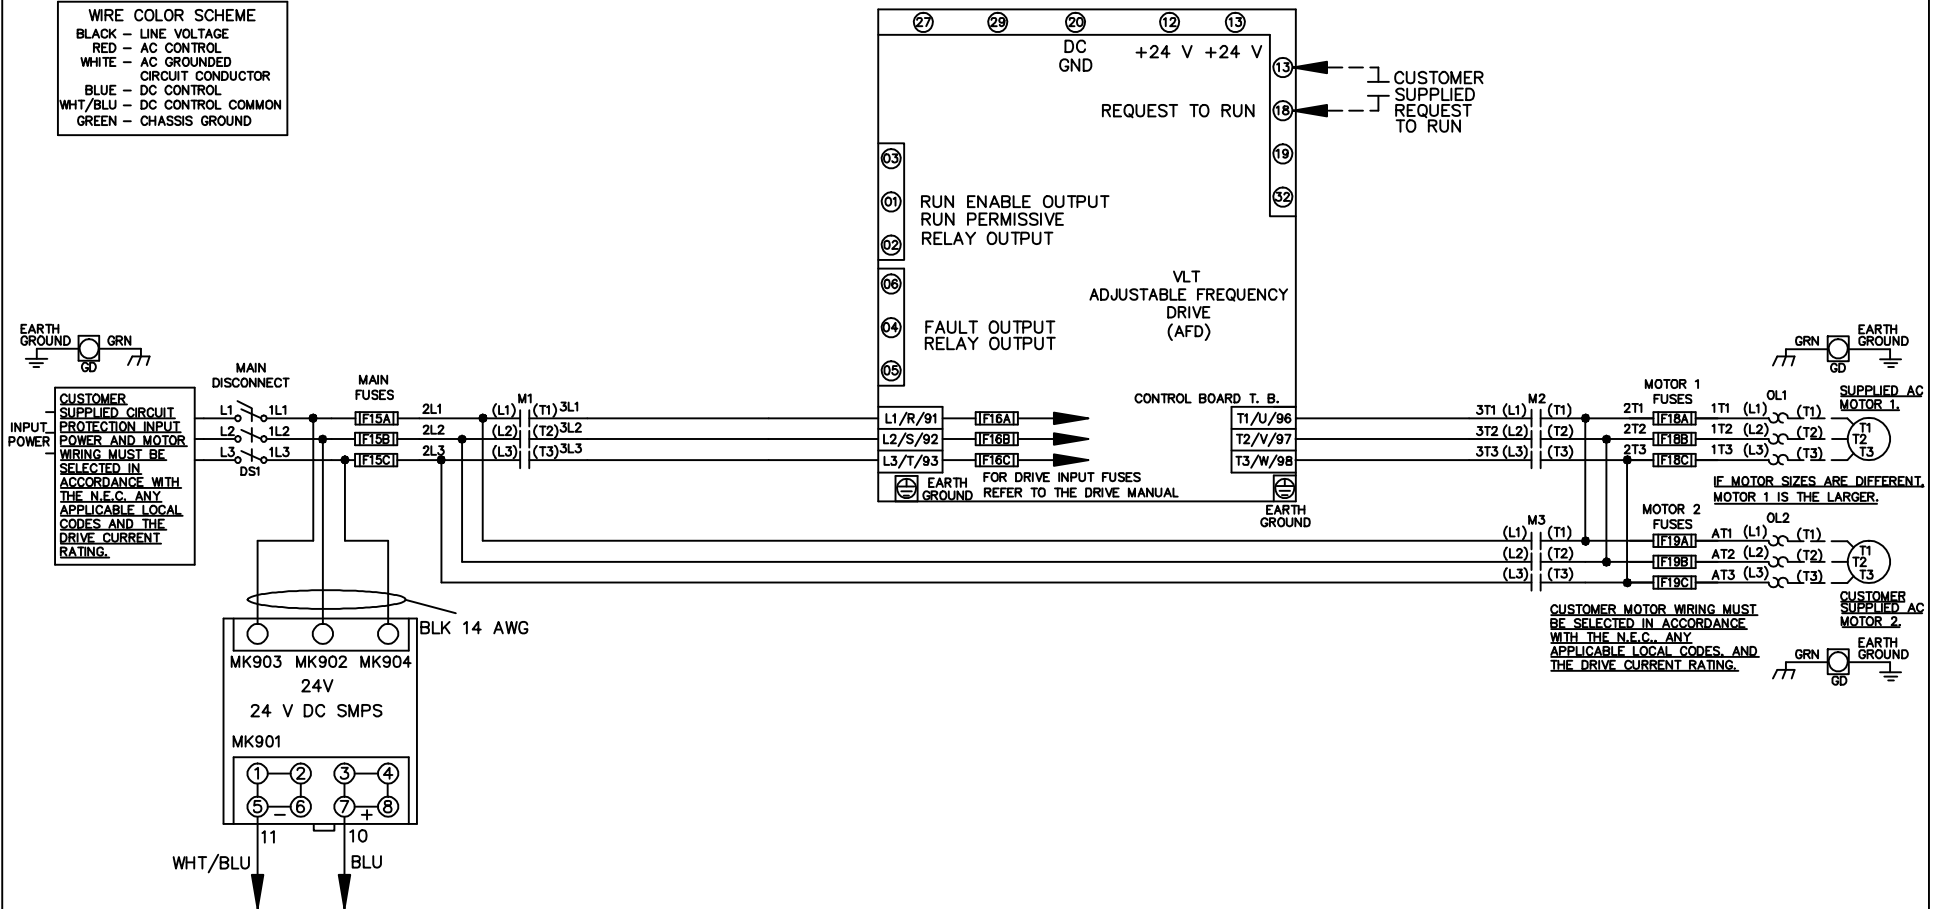 WIRE COLOR SCHEME
BLACK – LINE VOLTAGE
RED – AC CONTROL
WHITE – AC GROUNDED
CIRCUIT CONDUCTOR
BLUE – DC CONTROL
WHT/BLU – DC CONTROL COMMON
GREEN – CHASSIS GROUND
27 29 20 12 13
DC
GND
+24 V +24 V
13
REQUEST TO RUN 18
19
32
CUSTOMER
SUPPLIED
REQUEST
TO RUN
03
01
02
RUN ENABLE OUTPUT
RUN PERMISSIVE
RELAY OUTPUT
06
04
05
FAULT OUTPUT
RELAY OUTPUT
VLT
ADJUSTABLE FREQUENCY
DRIVE
(AFD)
CONTROL BOARD T. B.
L1/R/91 F16A T1/U/96
L2/S/92 F16B T2/V/97
L3/T/93 F16C T3/W/98
EARTH
GROUND
FOR DRIVE INPUT FUSES
REFER TO THE DRIVE MANUAL
EARTH
GROUND
EARTH
GROUND
GRN
GD
INPUT
POWER
CUSTOMER
SUPPLIED CIRCUIT
PROTECTION INPUT
POWER AND MOTOR
WIRING MUST BE
SELECTED IN
ACCORDANCE WITH
THE N.E.C. ANY
APPLICABLE LOCAL
CODES AND THE
DRIVE CURRENT
RATING.
MAIN
DISCONNECT
L1 1L1
L2 1L2
L3 1L3
DS1
MAIN
FUSES
F15A
F15B
F15C
2L1
2L2
2L3
M1
(L1) (T1) 3L1
(L2) (T2) 3L2
(L3) (T3) 3L3
M2
3T1 (L1) (T1)
3T2 (L2) (T2)
3T3 (L3) (T3)
MOTOR 1
FUSES
2T1 F18A 1T1 (L1)
2T2 F18B 1T2 (L2)
2T3 F18C 1T3 (L3)
OL1
(T1)
(T2)
(T3)
T1
T2
T3
GRN
GD
EARTH
GROUND
SUPPLIED AC
MOTOR 1.
IF MOTOR SIZES ARE DIFFERENT,
MOTOR 1 IS THE LARGER.
M3
(L1) (T1)
(L2) (T2)
(L3) (T3)
MOTOR 2
FUSES
F19A AT1 (L1)
F19B AT2 (L2)
F19C AT3 (L3)
OL2
(T1)
(T2)
(T3)
T1
T2
T3
CUSTOMER
SUPPLIED AC
MOTOR 2.
CUSTOMER MOTOR WIRING MUST
BE SELECTED IN ACCORDANCE
WITH THE N.E.C., ANY
APPLICABLE LOCAL CODES, AND
THE DRIVE CURRENT RATING.
GRN
GD
EARTH
GROUND
BLK 14 AWG
MK903 MK902 MK904
24V
24 V DC SMPS
MK901
1 2 3 4
5 – 6 7 + 8
11 10
WHT/BLU BLU